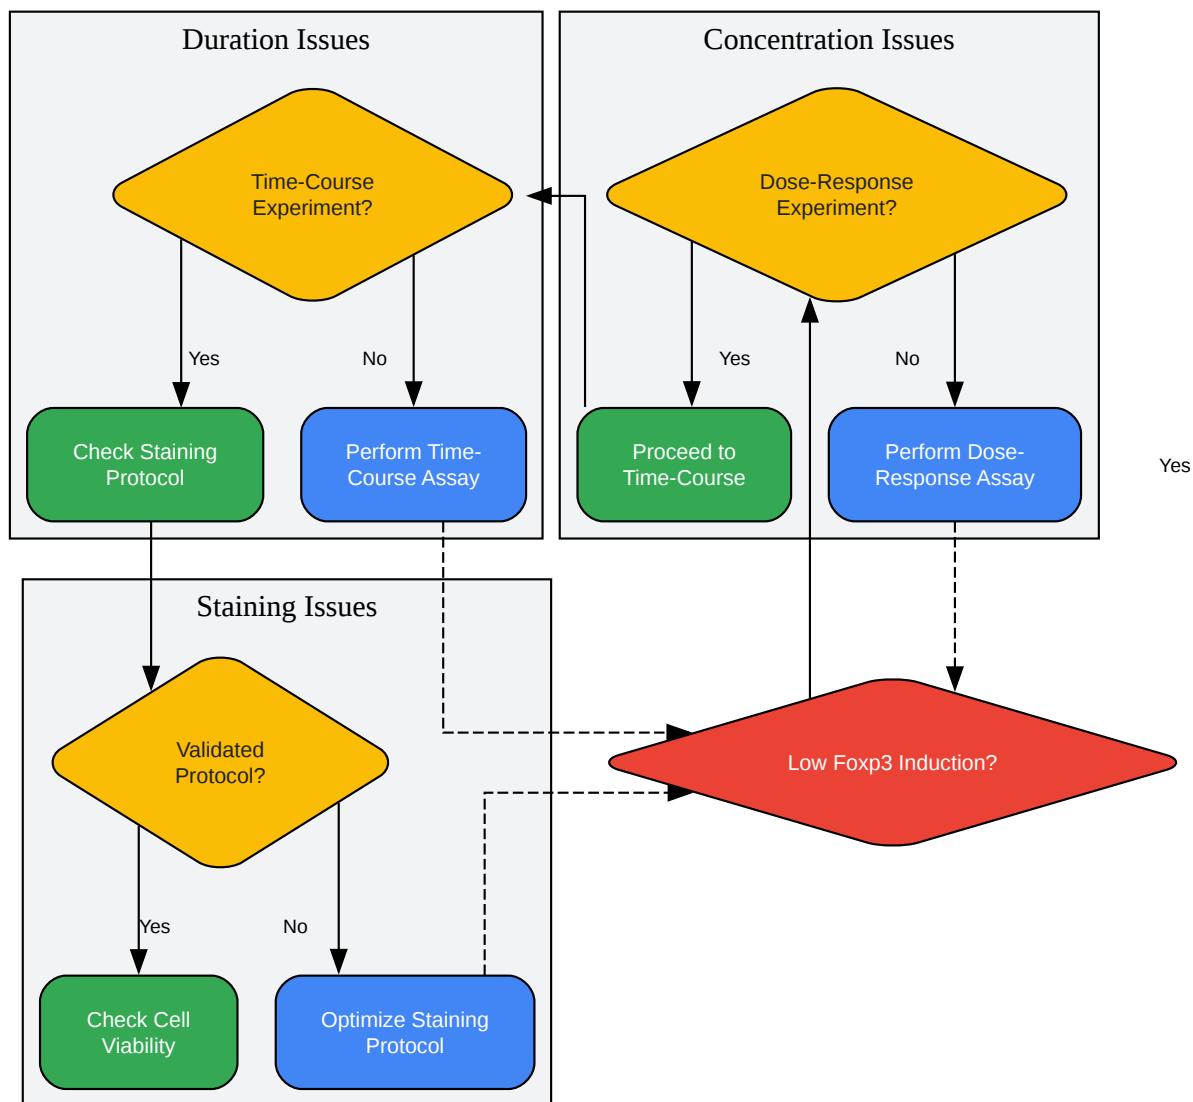 Duration Issues
Time-Course
Experiment?
Yes
No
Check Staining
Protocol
Perform Time-
Course Assay
Concentration Issues
Dose-Response
Experiment?
Yes
No
Proceed to
Time-Course
Perform Dose-
Response Assay
Yes
Staining Issues
Validated
Protocol?
Yes
No
Check Cell
Viability
Optimize Staining
Protocol
Low Foxp3 Induction?